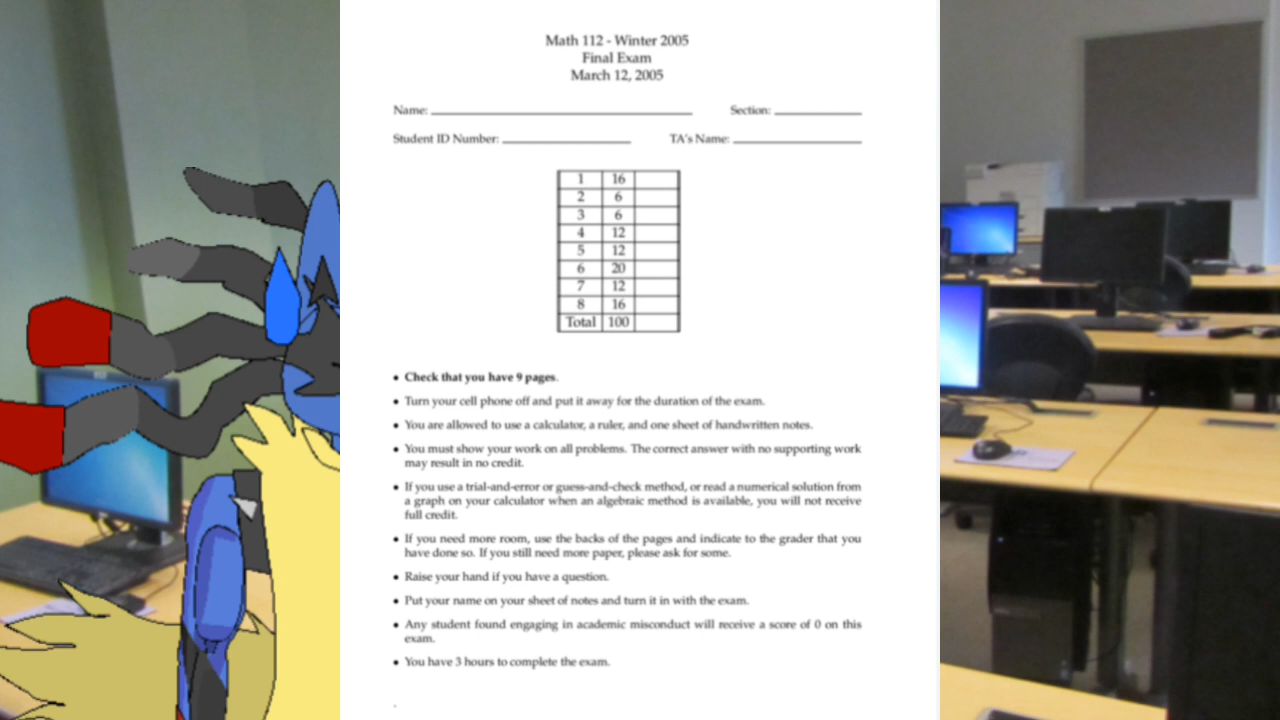 Math 112 - Winter 2005
Final Exam
March 12, 2005
Name: Section:
Student ID Number: TA's Name:
1 16
2 6
3 6
4 12
5 12
6 20
7 12
8 16
Total 100
• Check that you have 9 pages.
• Turn your cell phone off and put it away for the duration of the exam.
• You are allowed to use a calculator, a ruler, and one sheet of handwritten notes.
• You must show your work on all problems. The correct answer with no supporting work
may result in no credit.
• If you use a trial-and-error or guess-and-check method, or read a numerical solution from
a graph on your calculator when an algebraic method is available, you will not receive
full credit.
• If you need more room, use the backs of the pages and indicate to the grader that you
have done so. If you still need more paper, please ask for some.
• Raise your hand if you have a question.
• Put your name on your sheet of notes and turn it in with the exam.
• Any student found engaging in academic misconduct will receive a score of 0 on this
exam.
• You have 3 hours to complete the exam.